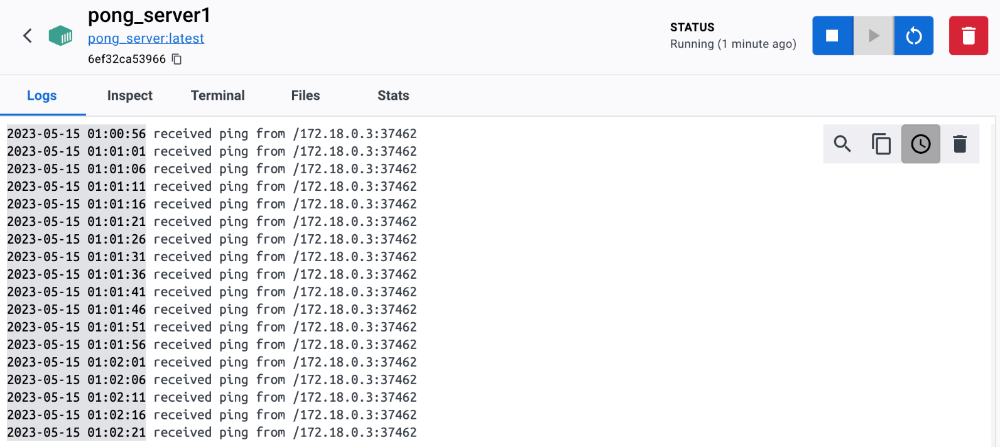 pong_server1
pong_server:latest
6ef32ca53966
STATUS
Running (1 minute ago)
Logs Inspect Terminal Files Stats
2023-05-15 01:00:56 received ping from /172.18.0.3:37462
2023-05-15 01:01:01 received ping from /172.18.0.3:37462
2023-05-15 01:01:06 received ping from /172.18.0.3:37462
2023-05-15 01:01:11 received ping from /172.18.0.3:37462
2023-05-15 01:01:16 received ping from /172.18.0.3:37462
2023-05-15 01:01:21 received ping from /172.18.0.3:37462
2023-05-15 01:01:26 received ping from /172.18.0.3:37462
2023-05-15 01:01:31 received ping from /172.18.0.3:37462
2023-05-15 01:01:36 received ping from /172.18.0.3:37462
2023-05-15 01:01:41 received ping from /172.18.0.3:37462
2023-05-15 01:01:46 received ping from /172.18.0.3:37462
2023-05-15 01:01:51 received ping from /172.18.0.3:37462
2023-05-15 01:01:56 received ping from /172.18.0.3:37462
2023-05-15 01:02:01 received ping from /172.18.0.3:37462
2023-05-15 01:02:06 received ping from /172.18.0.3:37462
2023-05-15 01:02:11 received ping from /172.18.0.3:37462
2023-05-15 01:02:16 received ping from /172.18.0.3:37462
2023-05-15 01:02:21 received ping from /172.18.0.3:37462